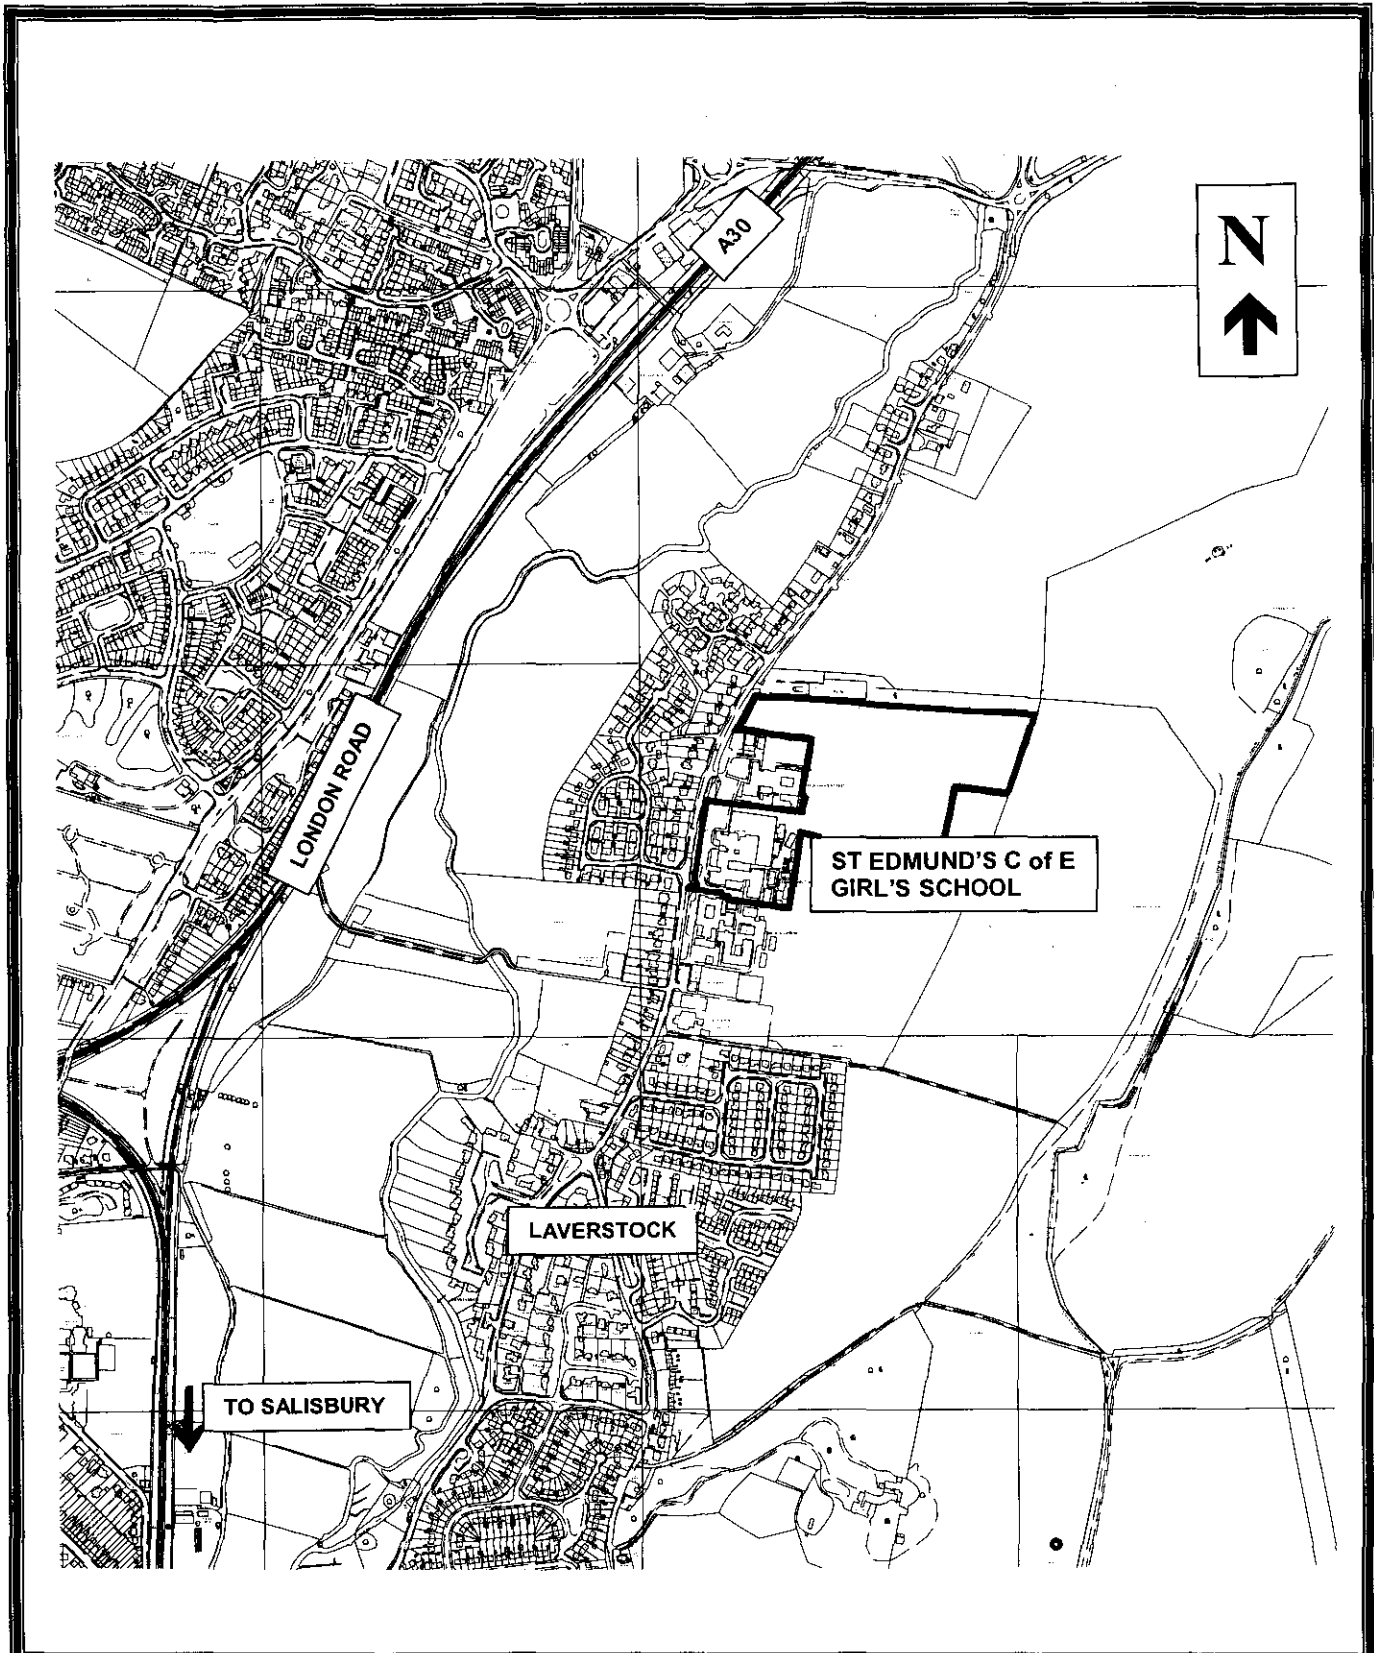 A30
N
LONDON ROAD
ST EDMUND'S C of E
GIRL'S SCHOOL
LAVERSTOCK
TO SALISBURY